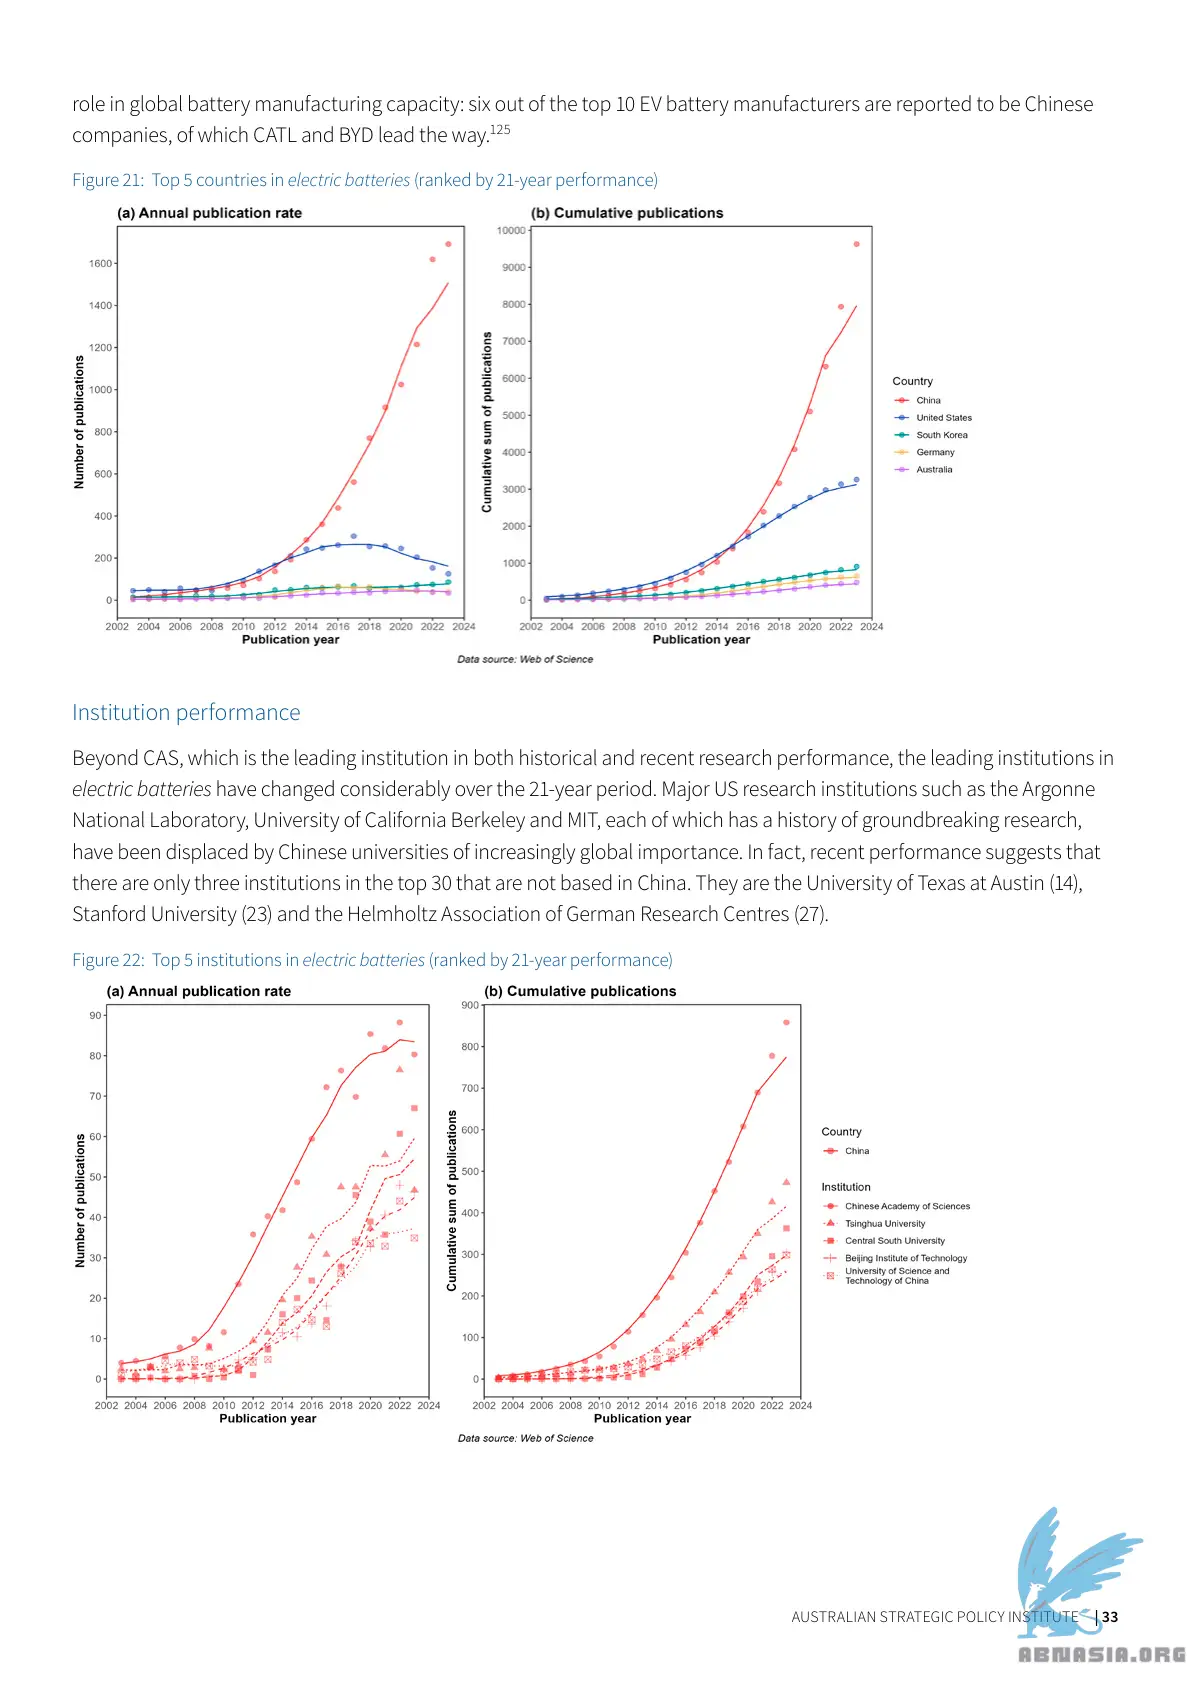 role in global battery manufacturing capacity: six out of the top 10 EV battery manufacturers are reported to be Chinese
companies, of which CATL and BYD lead the way.125
Figure 21: Top 5 countries in electric batteries (ranked by 21-year performance)
(a) Annual publication rate
Number of publications
1600
1400
1200
1000
800
600
400
200
0
2002 2004 2006 2008 2010 2012 2014 2016 2018 2020 2022 2024
Publication year
(b) Cumulative publications
Cumulative sum of publications
10000
9000
8000
7000
6000
5000
4000
3000
2000
1000
0
2002 2004 2006 2008 2010 2012 2014 2016 2018 2020 2022 2024
Publication year
Country
China
United States
South Korea
Germany
Australia
Data source: Web of Science
Institution performance
Beyond CAS, which is the leading institution in both historical and recent research performance, the leading institutions in
electric batteries have changed considerably over the 21-year period. Major US research institutions such as the Argonne
National Laboratory, University of California Berkeley and MIT, each of which has a history of groundbreaking research,
have been displaced by Chinese universities of increasingly global importance. In fact, recent performance suggests that
there are only three institutions in the top 30 that are not based in China. They are the University of Texas at Austin (14),
Stanford University (23) and the Helmholtz Association of German Research Centres (27).
Figure 22: Top 5 institutions in electric batteries (ranked by 21-year performance)
(a) Annual publication rate
Number of publications
90
80
70
60
50
40
30
20
10
0
2002 2004 2006 2008 2010 2012 2014 2016 2018 2020 2022 2024
Publication year
(b) Cumulative publications
Cumulative sum of publications
900
800
700
600
500
400
300
200
100
0
2002 2004 2006 2008 2010 2012 2014 2016 2018 2020 2022 2024
Publication year
Country
China
Institution
Chinese Academy of Sciences
Tsinghua University
Central South University
Beijing Institute of Technology
University of Science and
Technology of China
Data source: Web of Science
AUSTRALIAN STRATEGIC POLICY INSTITUTE | 33
ABNASIA.ORG